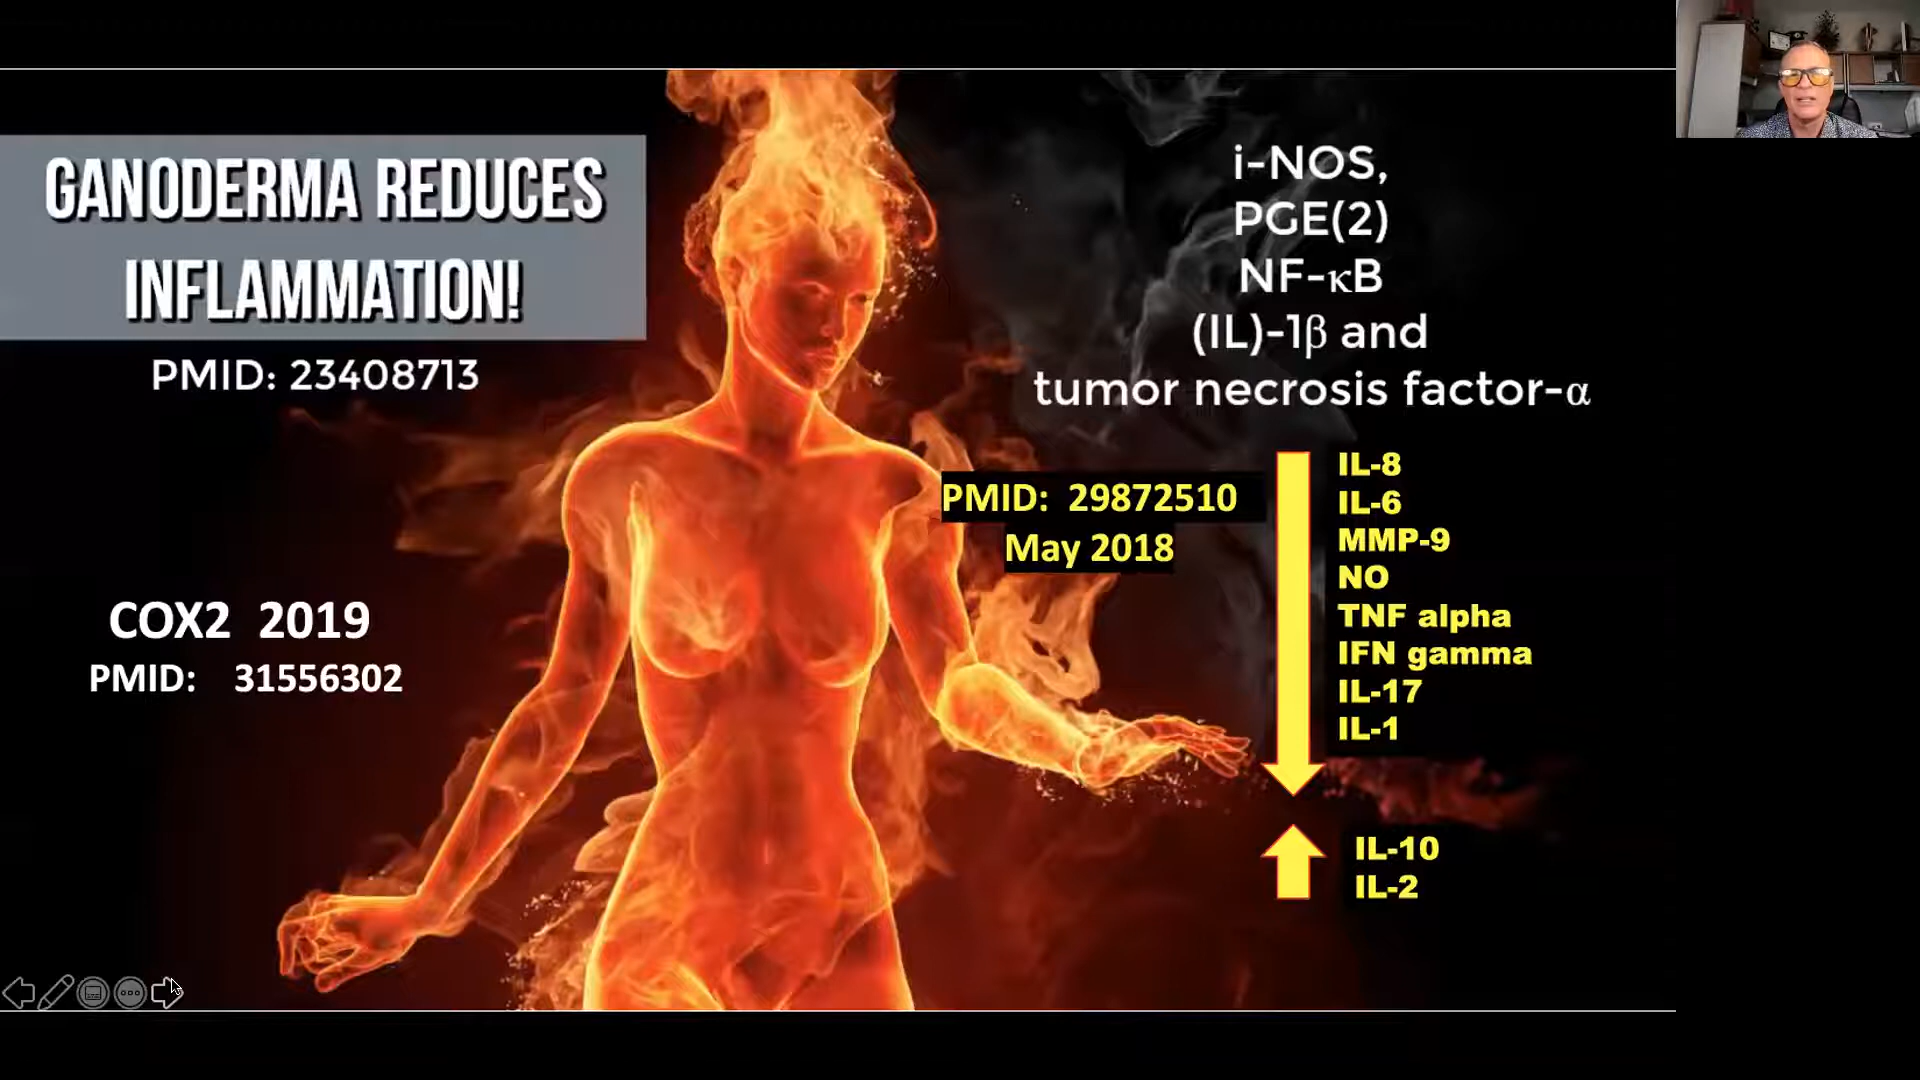 GANODERMA REDUCES
INFLAMMATION!
PMID: 23408713
COX2 2019
PMID: 31556302
i-NOS,
PGE(2)
NF-κB
(IL)-1β and
tumor necrosis factor-α
PMID: 29872510
May 2018
IL-8
IL-6
MMP-9
NO
TNF alpha
IFN gamma
IL-17
IL-1
IL-10
IL-2